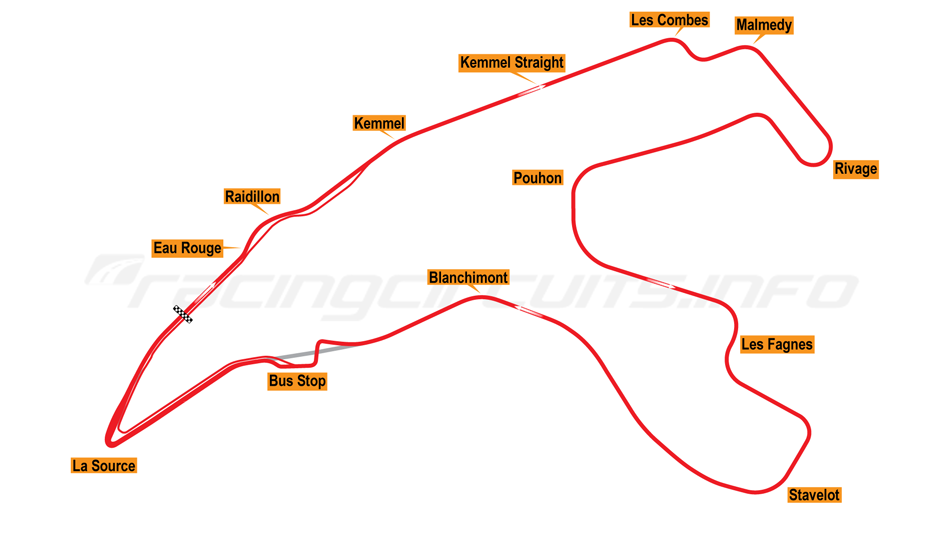 Les Combes
Malmedy
Kemmel Straight
Kemmel
Rivage
Pouhon
Raidillon
Eau Rouge
Blanchimont
racingcircuits.info
Les Fagnes
Bus Stop
La Source
Stavelot